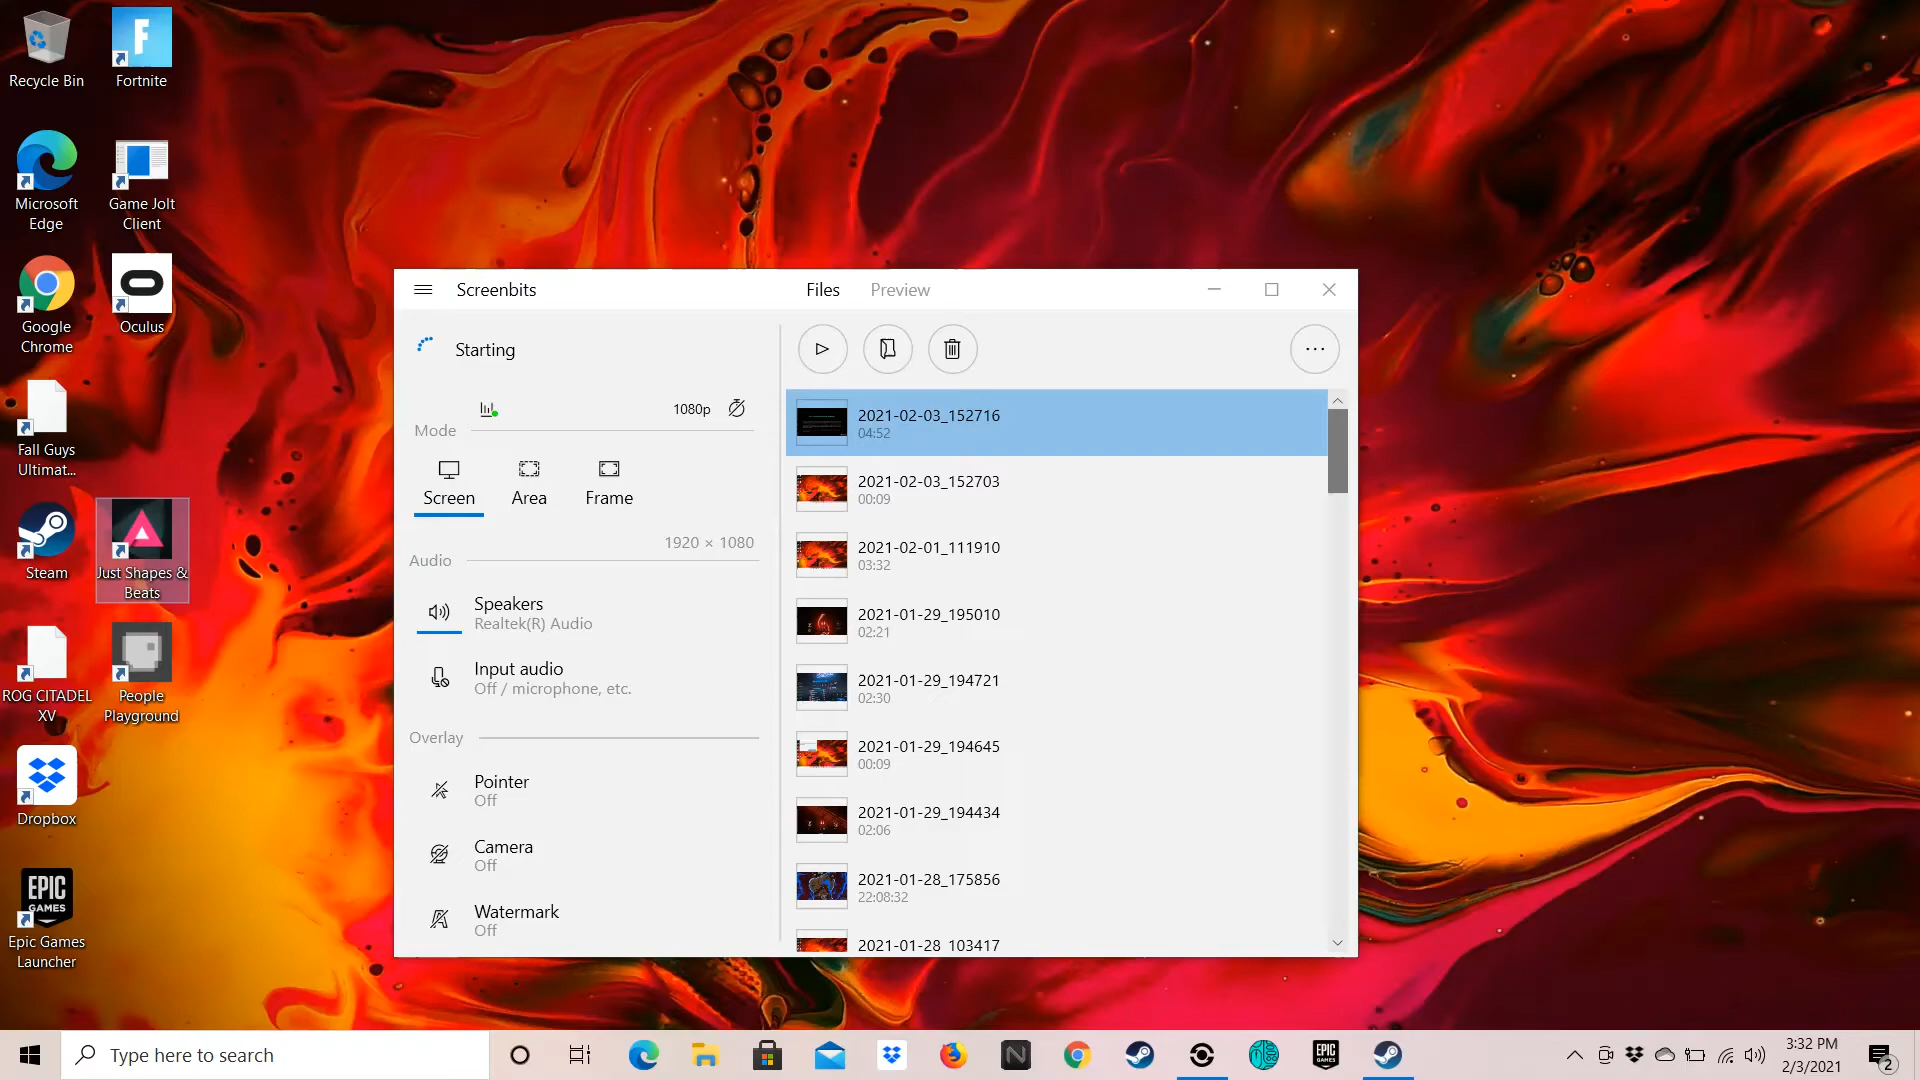 Recycle Bin
Fortnite
Microsoft
Edge
Game Jolt
Client
Google
Chrome
Oculus
Fall Guys
Ultimat...
Steam
Just Shapes &
Beats
ROG CITADEL
XV
People
Playground
Dropbox
EPIC
GAMES
Epic Games
Launcher
Screenbits
Files
Preview
Starting
1080p
Mode
Screen
Area
Frame
1920 × 1080
Audio
Speakers
Realtek(R) Audio
Input audio
Off / microphone, etc.
Overlay
Pointer
Off
Camera
Off
Watermark
Off
2021-02-03_152716
04:52
2021-02-03_152703
00:09
2021-02-01_111910
03:32
2021-01-29_195010
02:21
2021-01-29_194721
02:30
2021-01-29_194645
00:09
2021-01-29_194434
02:06
2021-01-28_175856
22:08:32
2021-01-28_103417
Type here to search
EPIC
GAMES
3:32 PM
2/3/2021
2